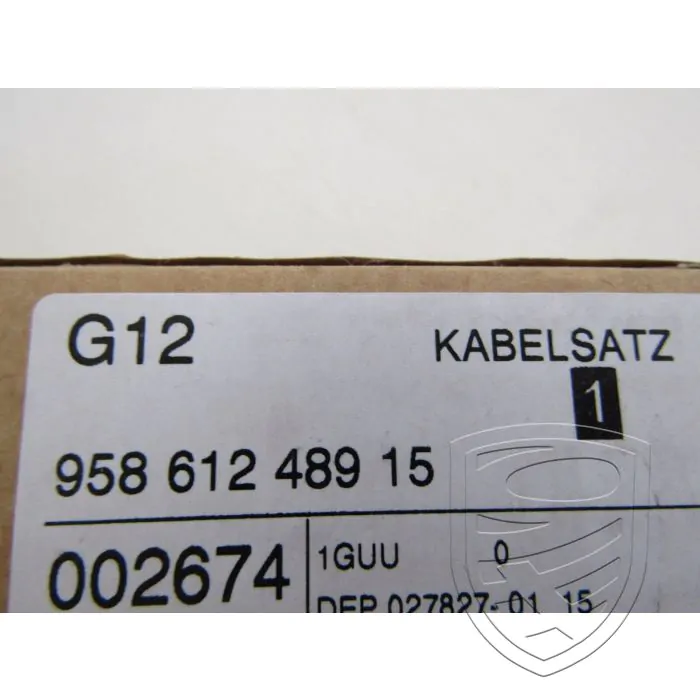 G12 KABELSATZ
1
958 612 489 15
002674 1GUU 0
DEP 027827-01 15